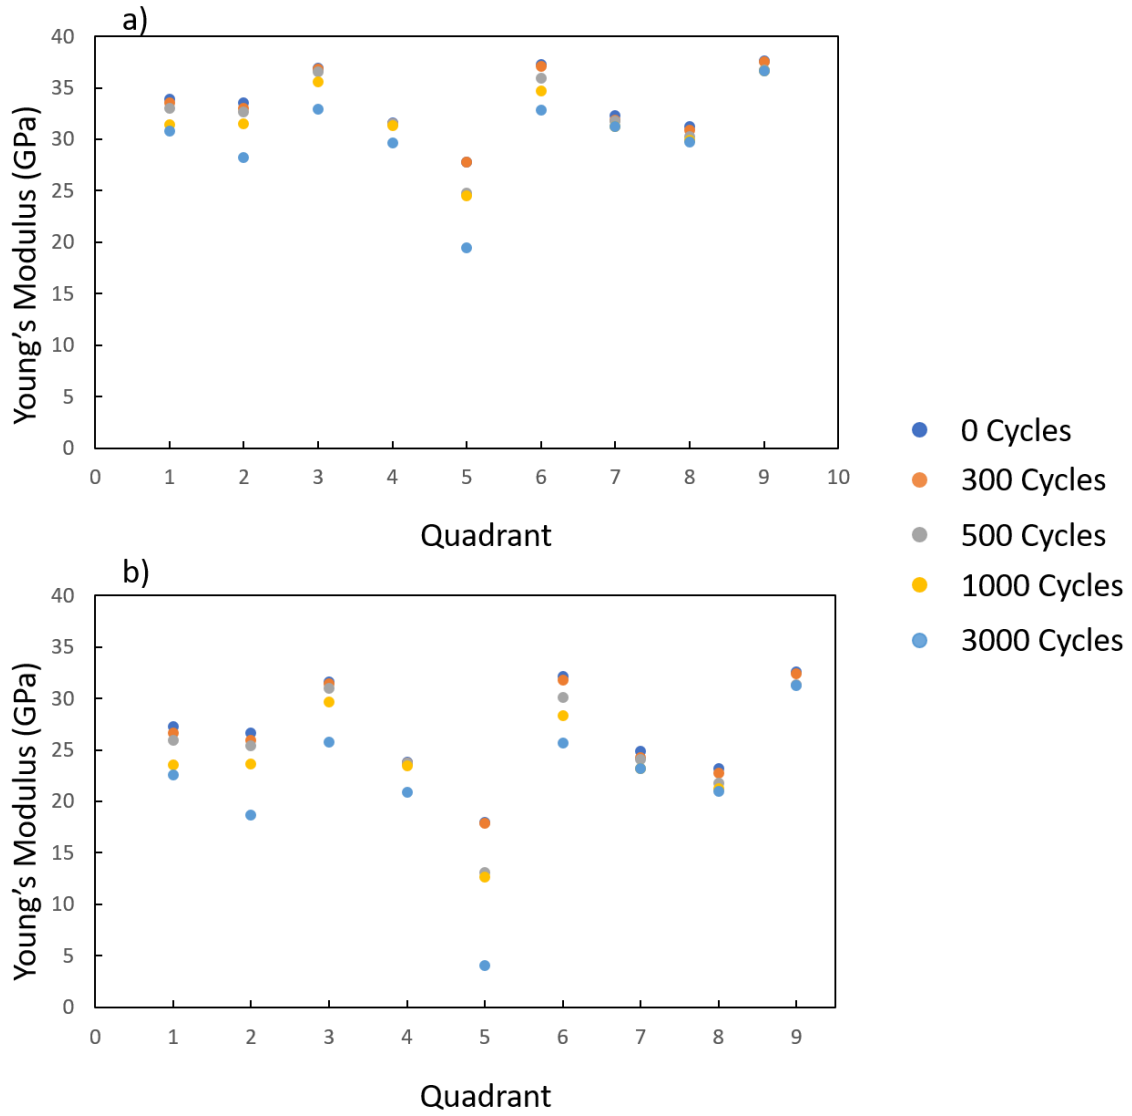 a)
40
35
30
25
20
15
10
5
0
Young's Modulus (GPa)
0 1 2 3 4 5 6 7 8 9 10
Quadrant
0 Cycles
300 Cycles
500 Cycles
1000 Cycles
3000 Cycles
b)
40
35
30
25
20
15
10
5
0
Young's Modulus (GPa)
0 1 2 3 4 5 6 7 8 9
Quadrant